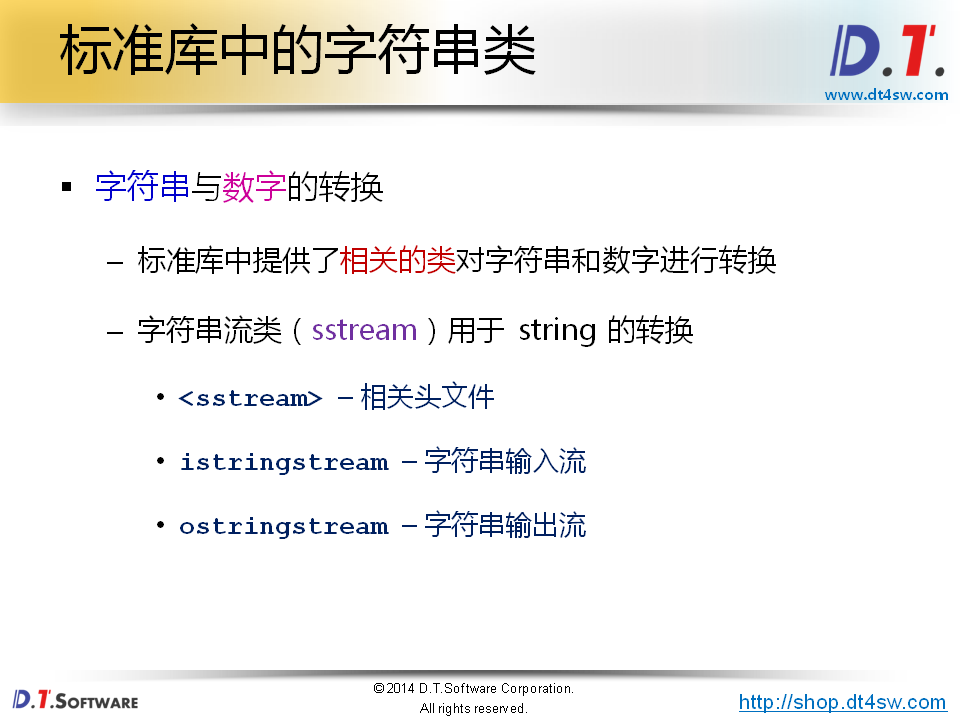 标准库中的字符串类
D.T.
www.dt4sw.com
▪ 字符串与数字的转换
– 标准库中提供了相关的类对字符串和数字进行转换
– 字符串流类（sstream）用于 string 的转换
• <sstream> – 相关头文件
• istringstream – 字符串输入流
• ostringstream – 字符串输出流
D.T.SOFTWARE
©2014 D.T.Software Corporation.
All rights reserved.
http://shop.dt4sw.com